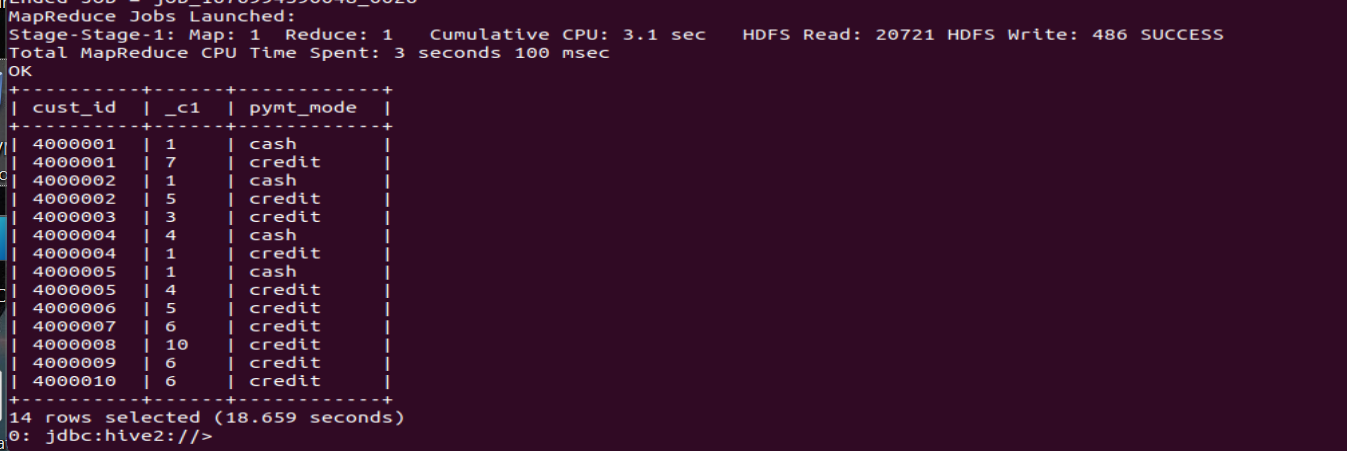 MapReduce Jobs Launched:
Stage-Stage-1: Map: 1  Reduce: 1   Cumulative CPU: 3.1 sec   HDFS Read: 20721 HDFS Write: 486 SUCCESS
Total MapReduce CPU Time Spent: 3 seconds 100 msec
OK
+----------+------+------------+
| cust_id  | _c1  | pymt_mode  |
+----------+------+------------+
| 4000001  | 1    | cash       |
| 4000001  | 7    | credit     |
| 4000002  | 1    | cash       |
| 4000002  | 5    | credit     |
| 4000003  | 3    | credit     |
| 4000004  | 4    | cash       |
| 4000004  | 1    | credit     |
| 4000005  | 1    | cash       |
| 4000005  | 4    | credit     |
| 4000006  | 5    | credit     |
| 4000007  | 6    | credit     |
| 4000008  | 10   | credit     |
| 4000009  | 6    | credit     |
| 4000010  | 6    | credit     |
+----------+------+------------+
14 rows selected (18.659 seconds)
0: jdbc:hive2://>